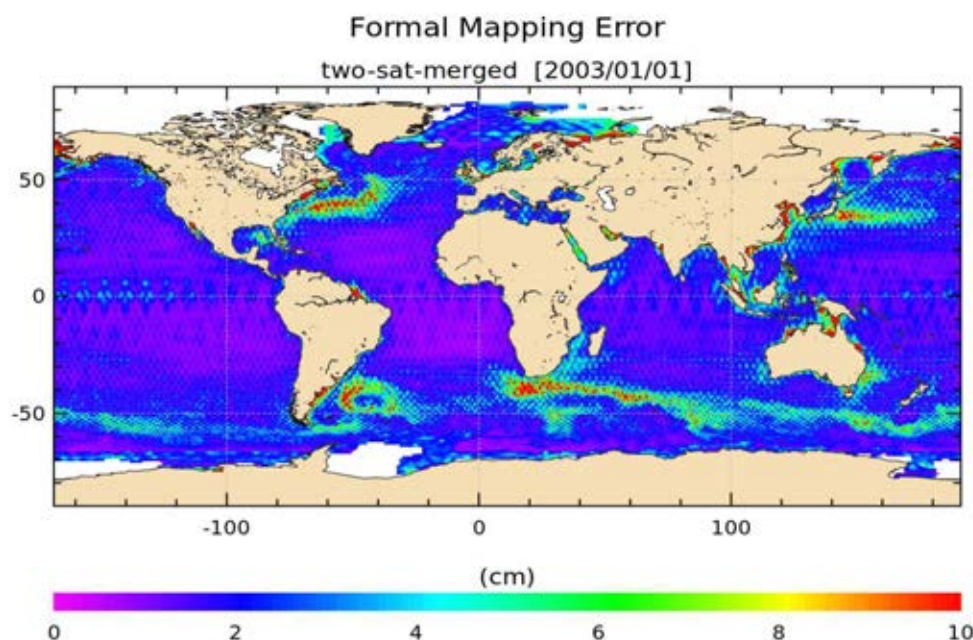 Formal Mapping Error
two-sat-merged [2003/01/01]
50
0
-50
-100 0 100
(cm)
0 2 4 6 8 10